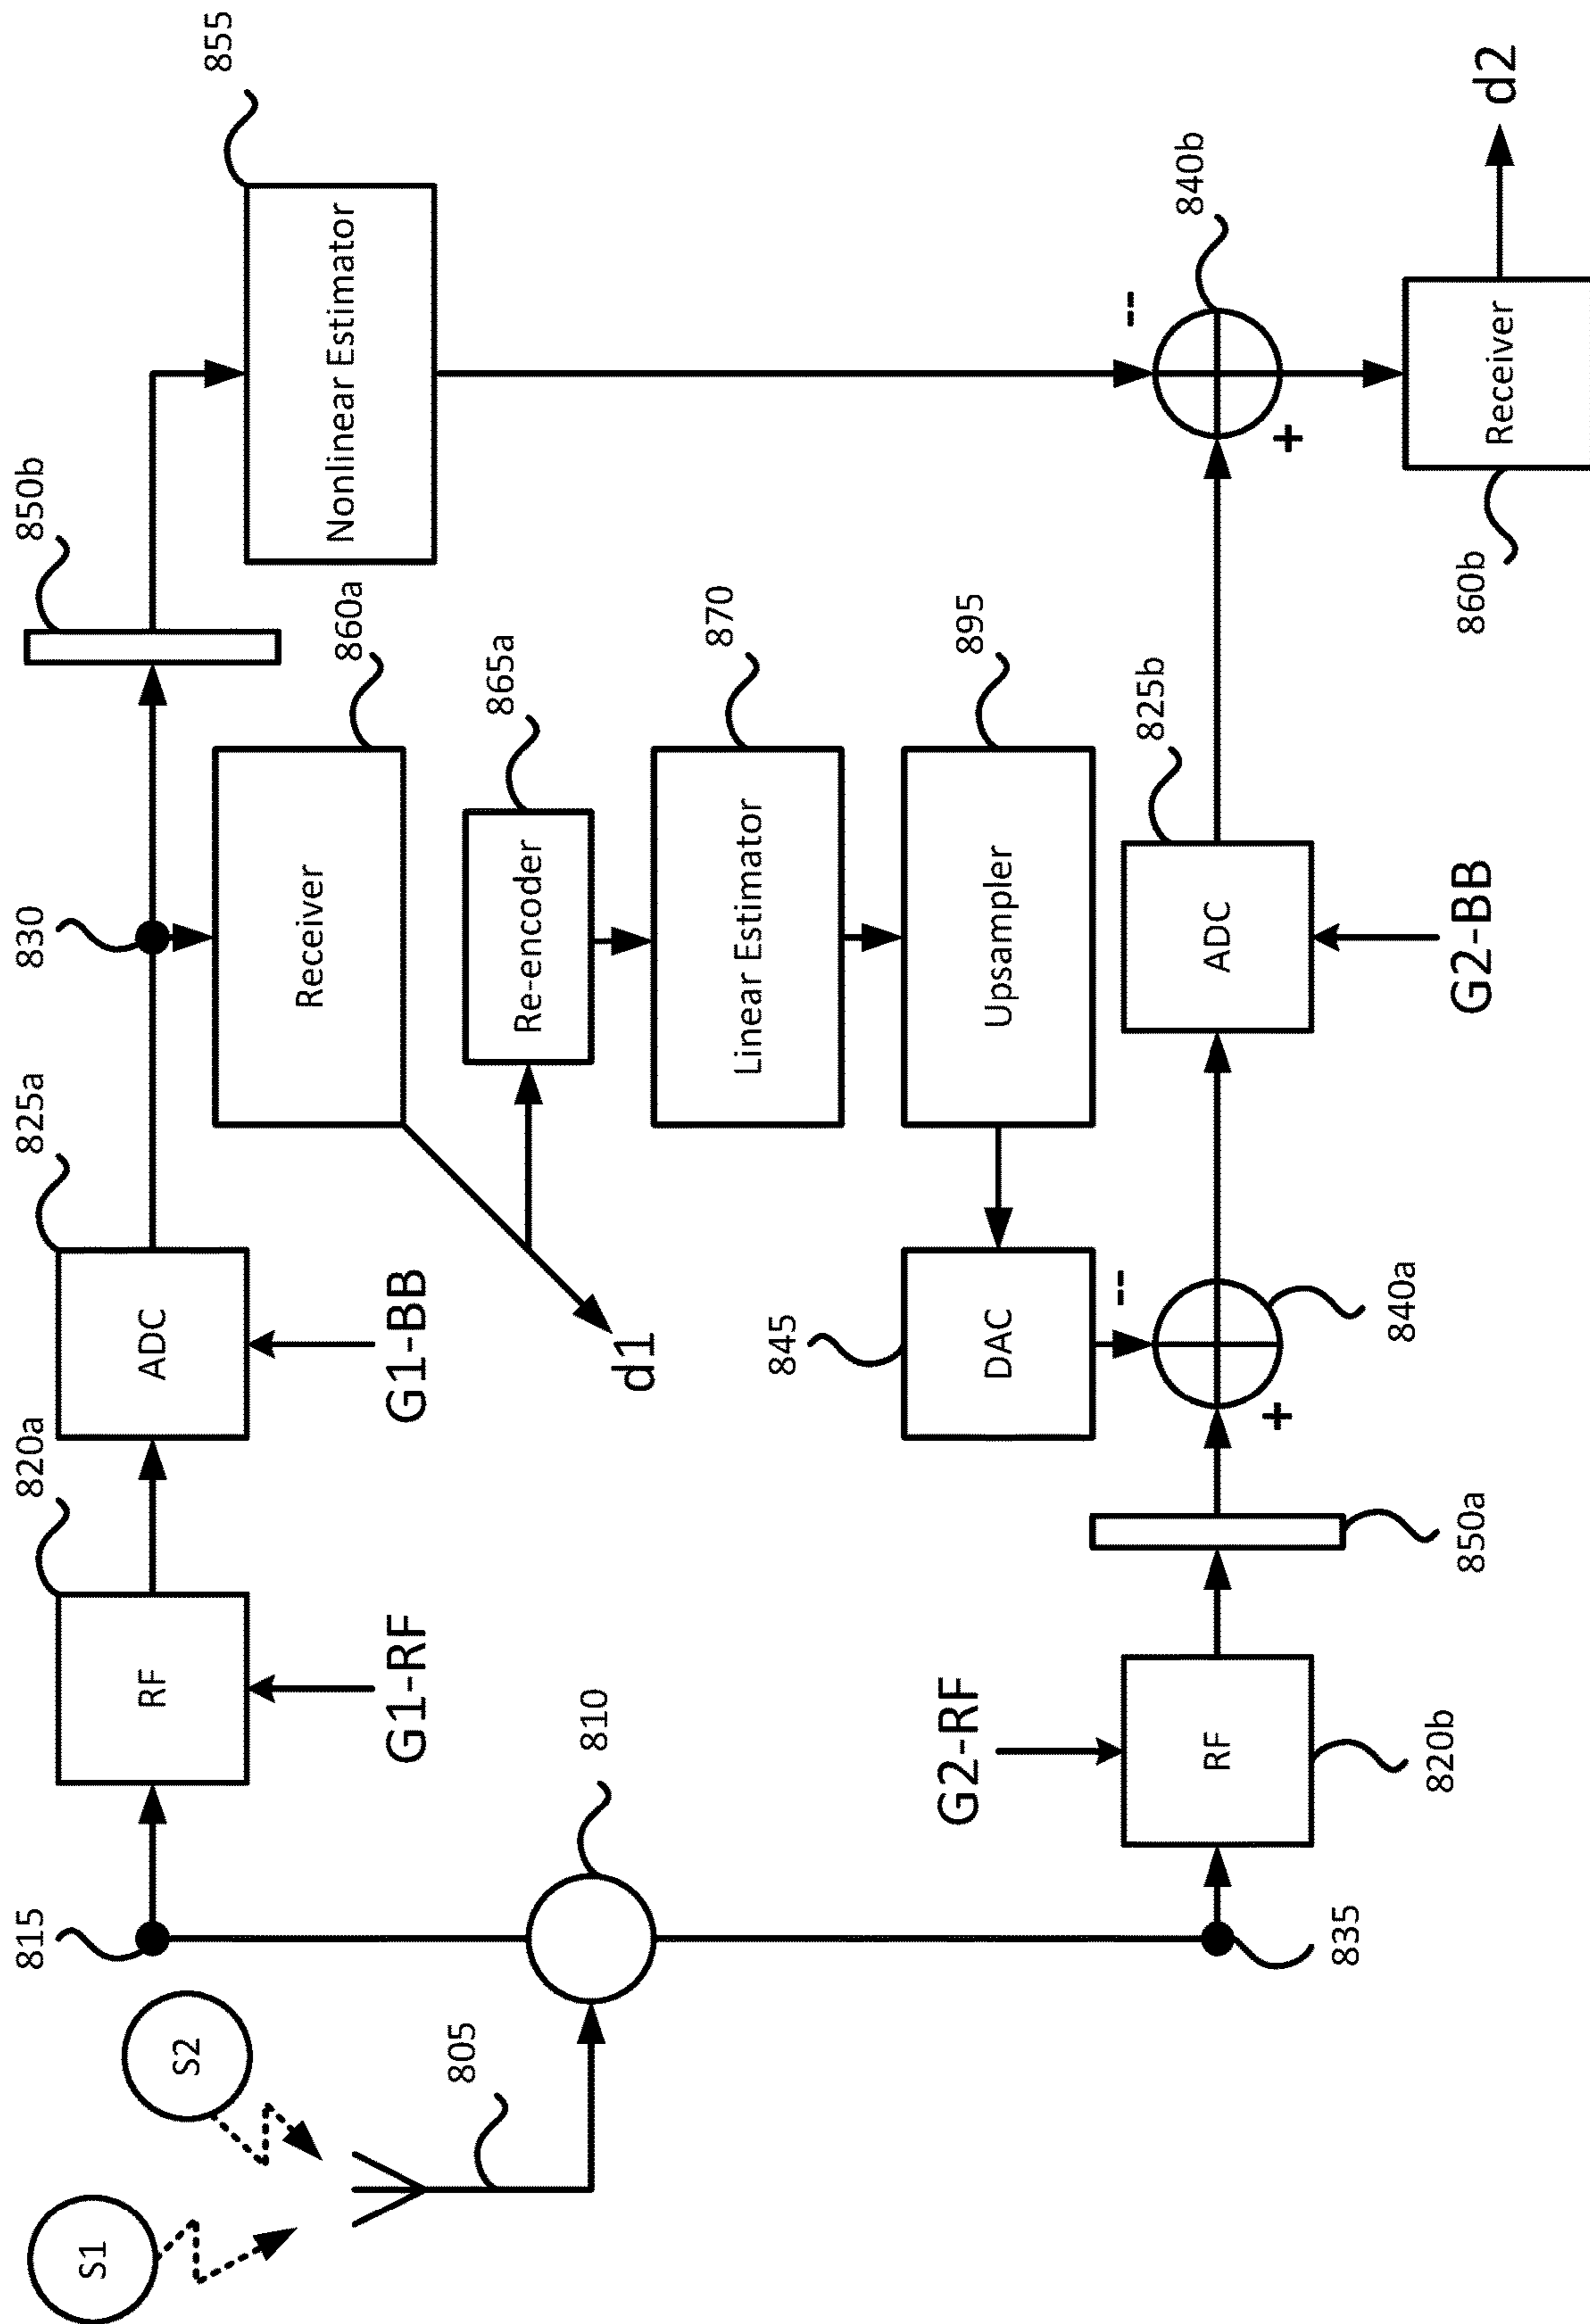 S1
S2
805
810
815
835
820a
RF
G1-RF
825a
ADC
G1-BB
830
850b
855
Nonlinear Estimator
Receiver
860a
d1
865a
Re-encoder
870
Linear Estimator
895
Upsampler
845
DAC
--
G2-RF
RF
820b
850a
+
840a
825b
ADC
G2-BB
--
840b
+
Receiver
860b
d2